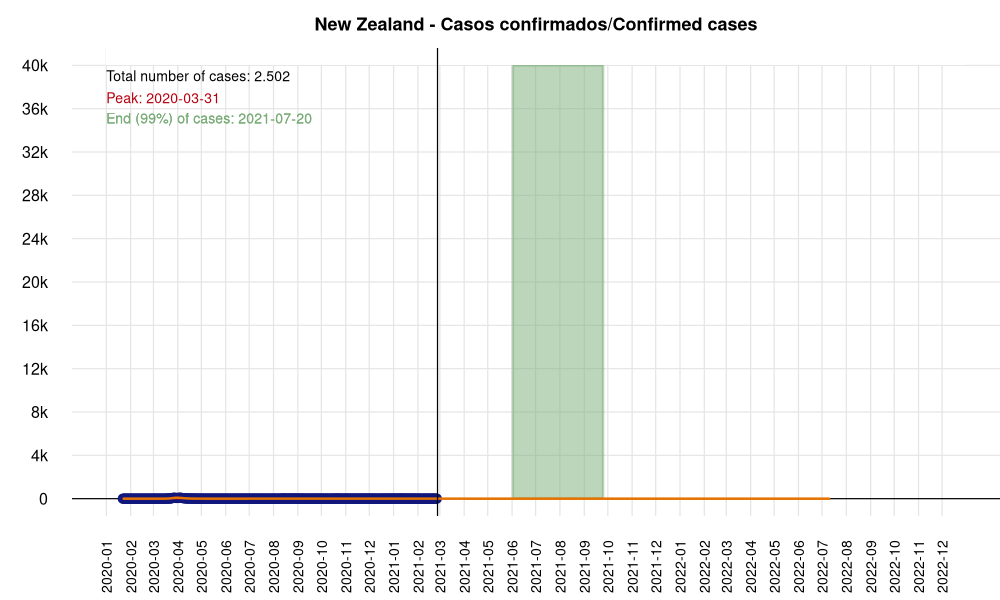 New Zealand - Casos confirmados/Confirmed cases
Total number of cases: 2.502
Peak: 2020-03-31
End (99%) of cases: 2021-07-20
40k
36k
32k
28k
24k
20k
16k
12k
8k
4k
0
2020-01
2020-02
2020-03
2020-04
2020-05
2020-06
2020-07
2020-08
2020-09
2020-10
2020-11
2020-12
2021-01
2021-02
2021-03
2021-04
2021-05
2021-06
2021-07
2021-08
2021-09
2021-10
2021-11
2021-12
2022-01
2022-02
2022-03
2022-04
2022-05
2022-06
2022-07
2022-08
2022-09
2022-10
2022-11
2022-12